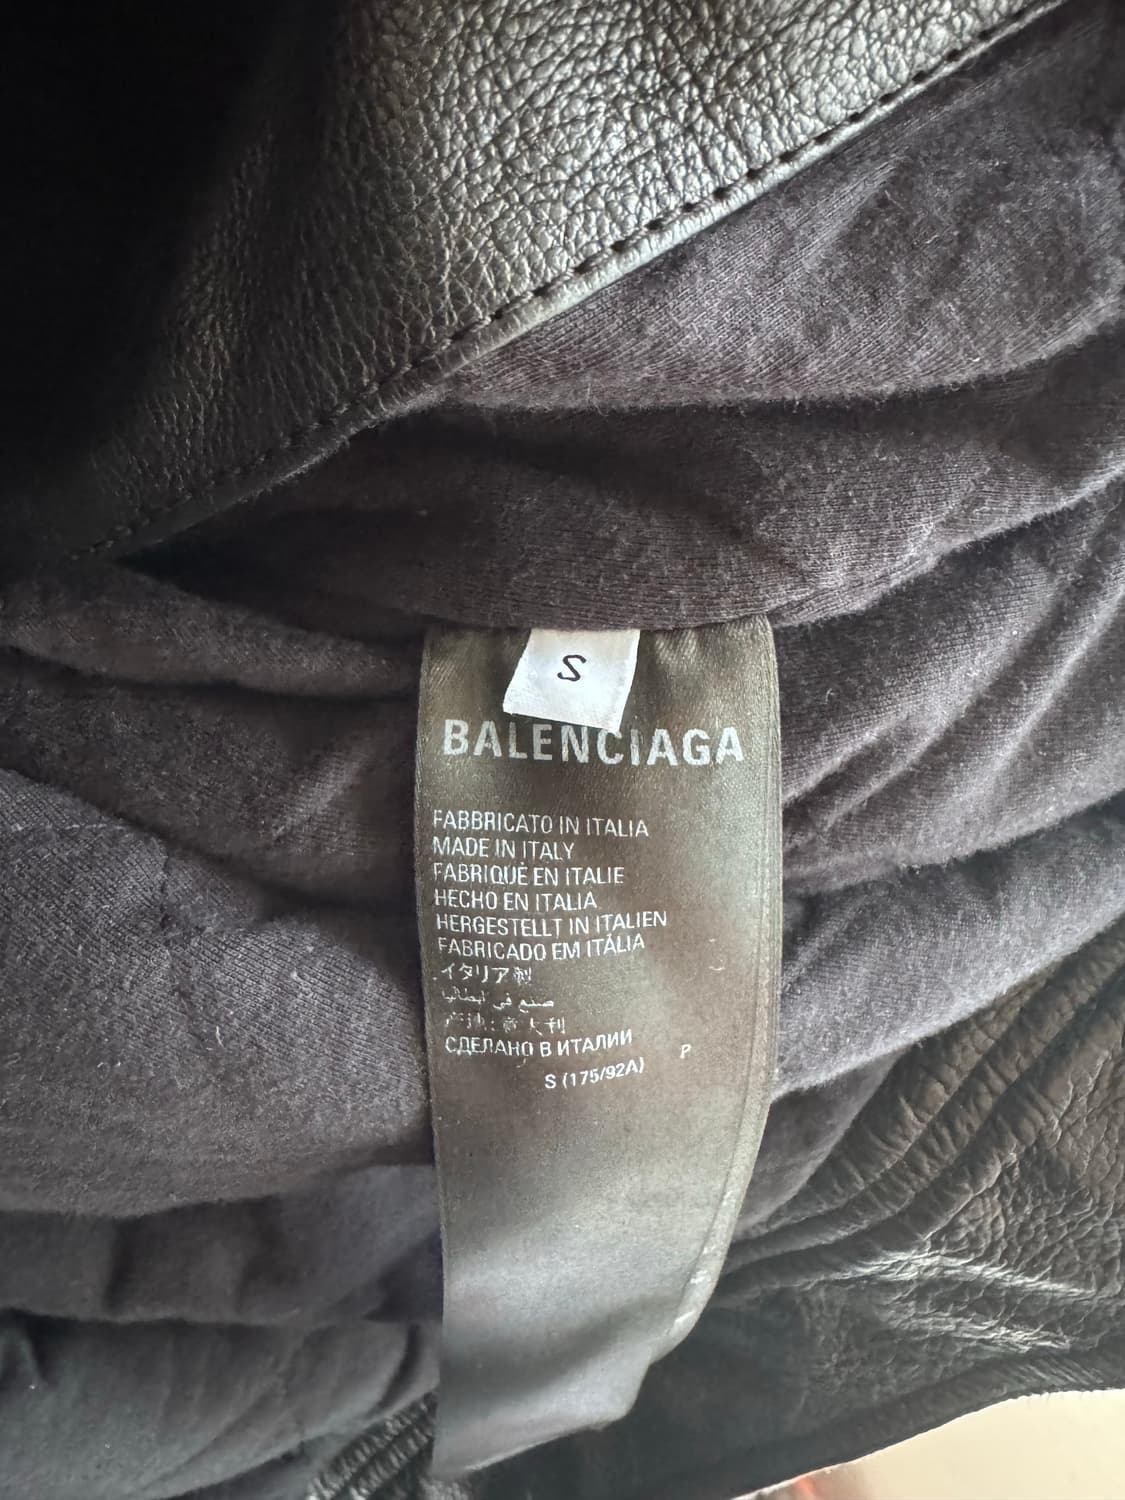 S
BALENCIAGA
FABBRICATO IN ITALIA
MADE IN ITALY
FABRIQUÉ EN ITALIE
HECHO EN ITALIA
HERGESTELLT IN ITALIEN
FABRICADO EM ITÁLIA
イタリア制
صنع في ايطاليا
产地: 意大利
СДЕЛАНО В ИТАЛИИ
P
S (175/92A)